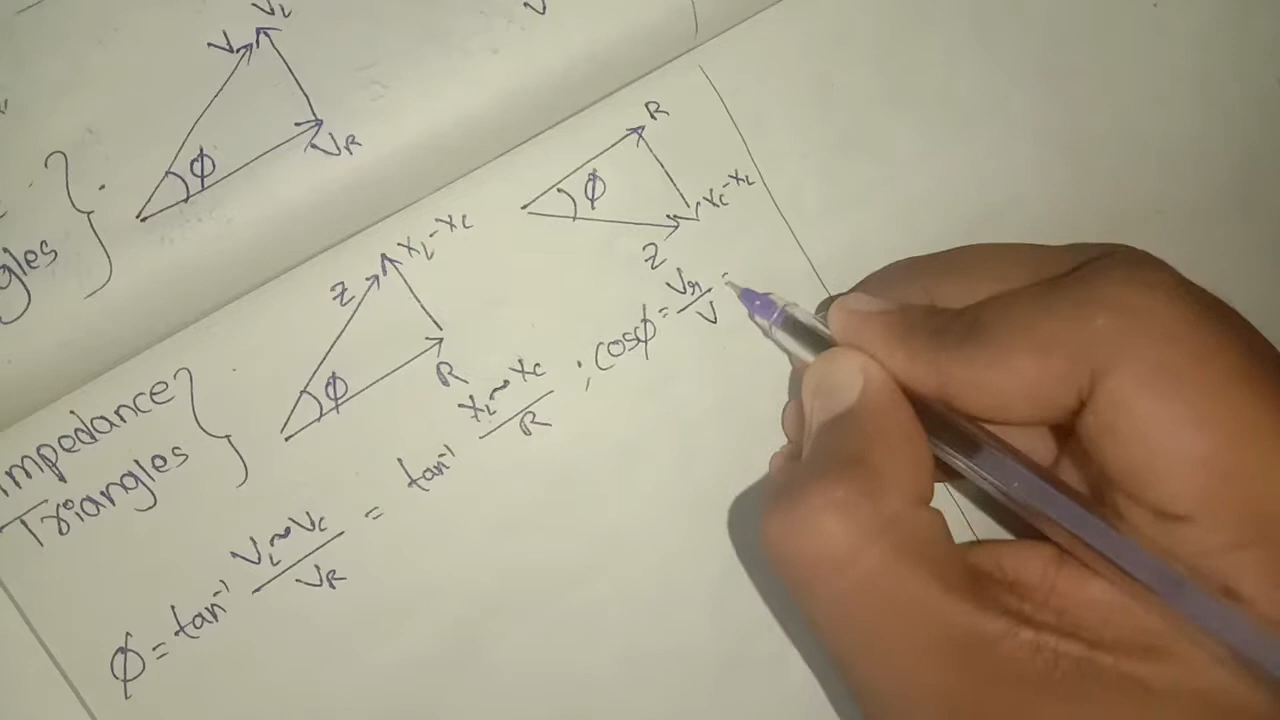 V V_L
ϕ V_R
gles }
R
ϕ X_C-X_L
Z
X_L-X_C
Z
ϕ R
Impedance
Triangles }
ϕ = tan⁻¹ V_L~V_C / V_R = tan⁻¹ X_L~X_C / R ; cosϕ = V_R / V =